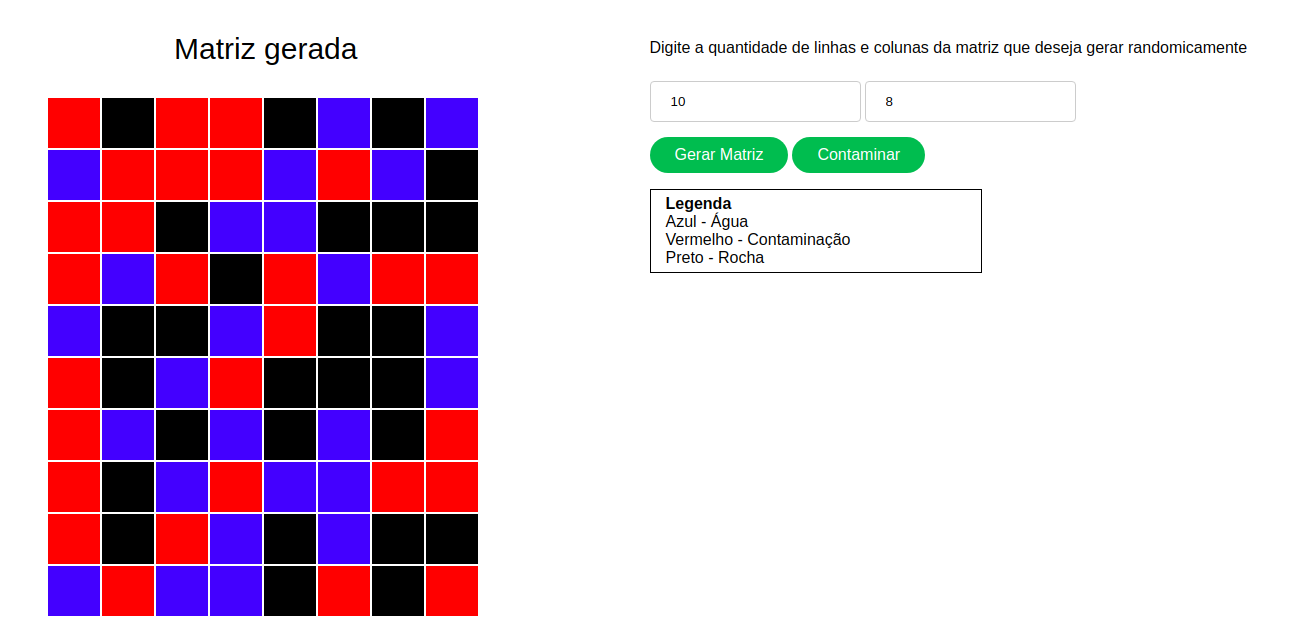 Matriz gerada
Digite a quantidade de linhas e colunas da matriz que deseja gerar randomicamente
10 8
Gerar Matriz Contaminar
Legenda
Azul - Água
Vermelho - Contaminação
Preto - Rocha